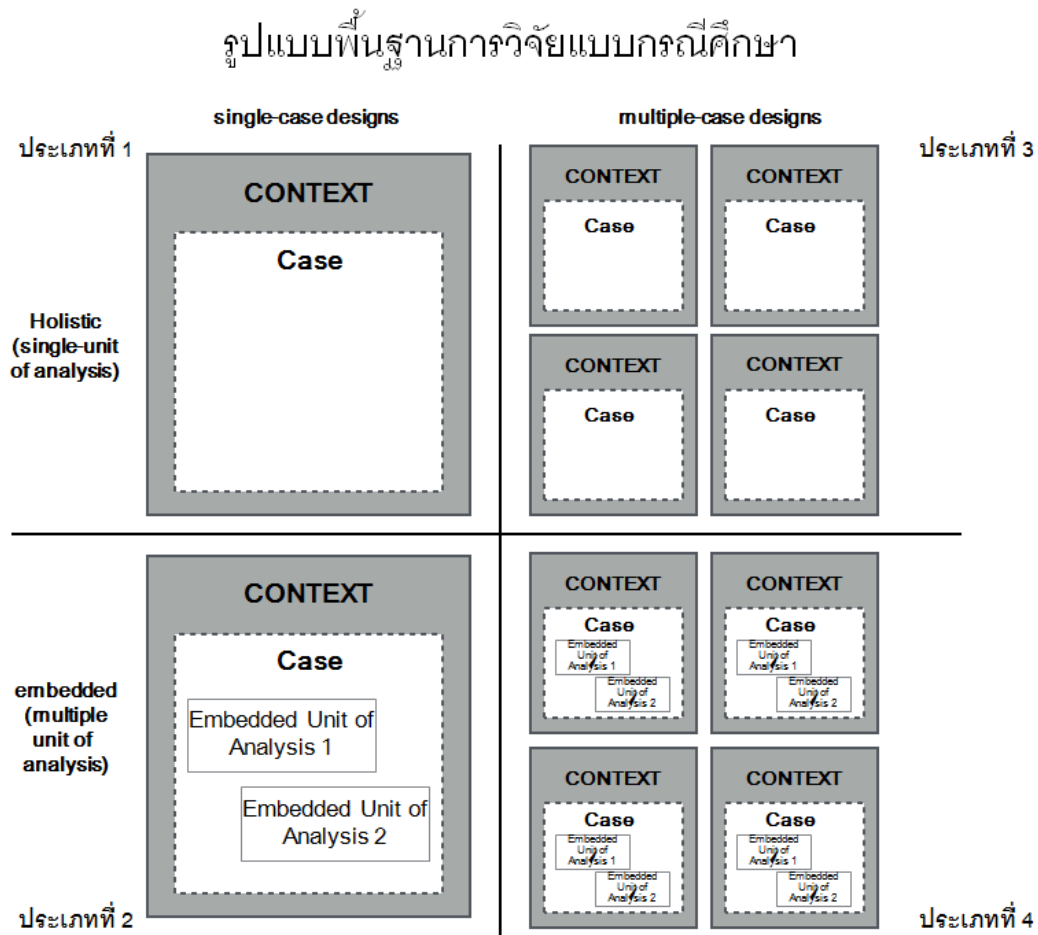 รูปแบบพื้นฐานการวิจัยแบบกรณีศึกษา
single-case designs
multiple-case designs
ประเภทที่ 1
ประเภทที่ 3
CONTEXT
Case
CONTEXT
Case
CONTEXT
Case
Holistic
(single-unit
of analysis)
CONTEXT
Case
CONTEXT
Case
CONTEXT
Case
Embedded Unit of
Analysis 1
Embedded Unit of
Analysis 2
embedded
(multiple
unit of
analysis)
CONTEXT
Case
Embedded
Unit of
Analysis 1
Embedded
Unit of
Analysis 2
CONTEXT
Case
Embedded
Unit of
Analysis 1
Embedded
Unit of
Analysis 2
CONTEXT
Case
Embedded
Unit of
Analysis 1
Embedded
Unit of
Analysis 2
CONTEXT
Case
Embedded
Unit of
Analysis 1
Embedded
Unit of
Analysis 2
ประเภทที่ 2
ประเภทที่ 4